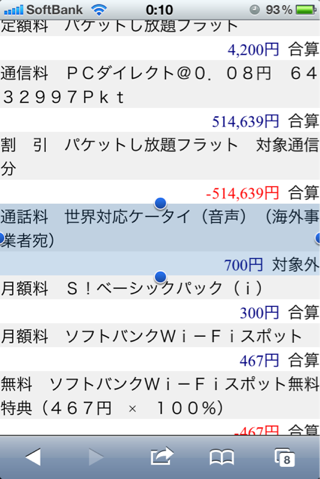 SoftBank 0:10 93%
定額料　パケットし放題フラット
4,200円 合算
通信料　ＰＣダイレクト＠０．０８円　６４
３２９９７Ｐｋｔ
514,639円 合算
割　引　パケットし放題フラット　対象通信
分
-514,639円 合算
通話料　世界対応ケータイ（音声）（海外事
業者宛）
700円 対象外
月額料　Ｓ！ベーシックパック（ｉ）
300円 合算
月額料　ソフトバンクＷｉ－Ｆｉスポット
467円 合算
無料　ソフトバンクＷｉ－Ｆｉスポット無料
特典（４６７円　×　１００％）
-467円 合算
8